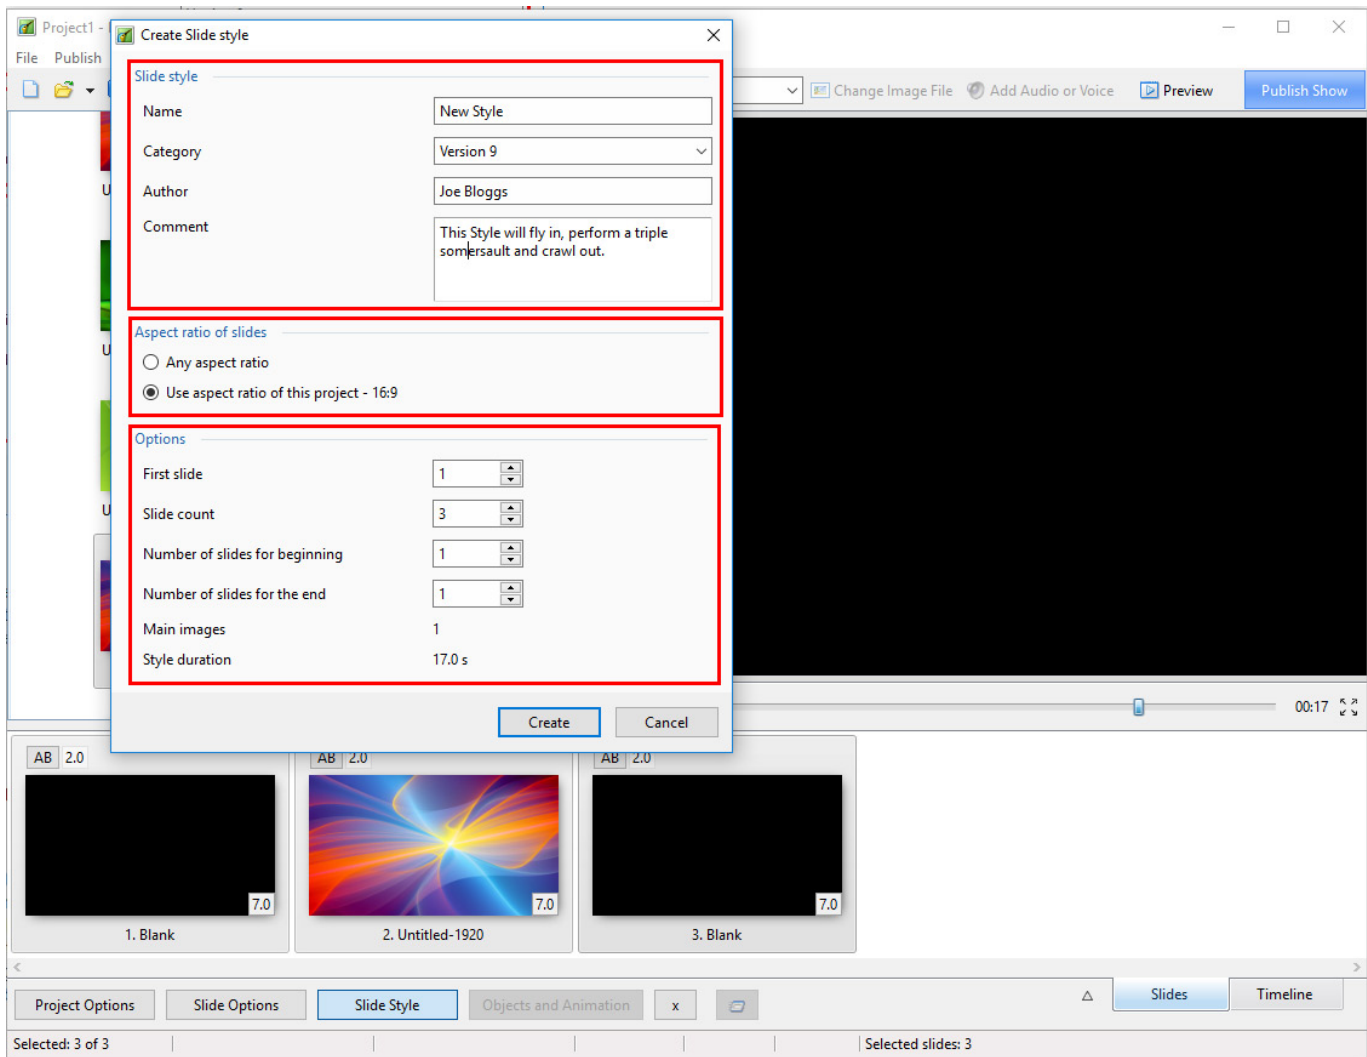 Project1 -
File Publish
Change Image File Add Audio or Voice Preview Publish Show
Create Slide style
Slide style
Name New Style
Category Version 9
Author Joe Bloggs
Comment This Style will fly in, perform a triple
somersault and crawl out.
Aspect ratio of slides
Any aspect ratio
Use aspect ratio of this project - 16:9
Options
First slide 1
Slide count 3
Number of slides for beginning 1
Number of slides for the end 1
Main images 1
Style duration 17.0 s
Create Cancel
00:17
AB 2.0 AB 2.0 AB 2.0
7.0 7.0 7.0
1. Blank 2. Untitled-1920 3. Blank
Project Options Slide Options Slide Style Objects and Animation x Slides Timeline
Selected: 3 of 3 Selected slides: 3